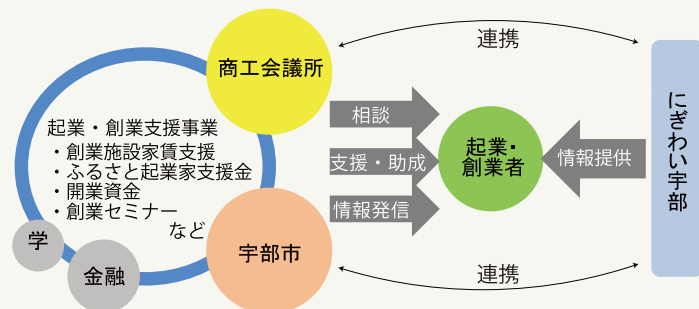 連携
商工会議所
起業・創業支援事業
・創業施設家賃支援
・ふるさと起業家支援金
・開業資金
・創業セミナー
など
学
金融
宇部市
相談
支援・助成
情報発信
起業・
創業者
情報提供
にぎわい宇部
連携